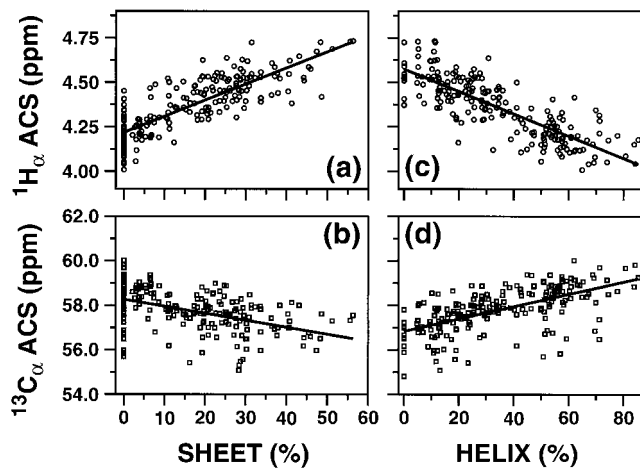 ¹Hα ACS (ppm)
4.75
4.50
4.25
4.00
(a)
(c)
¹³Cα ACS (ppm)
62.0
60.0
58.0
56.0
54.0
(b)
(d)
0 10 20 30 40 50 60
0 20 40 60 80
SHEET (%)
HELIX (%)